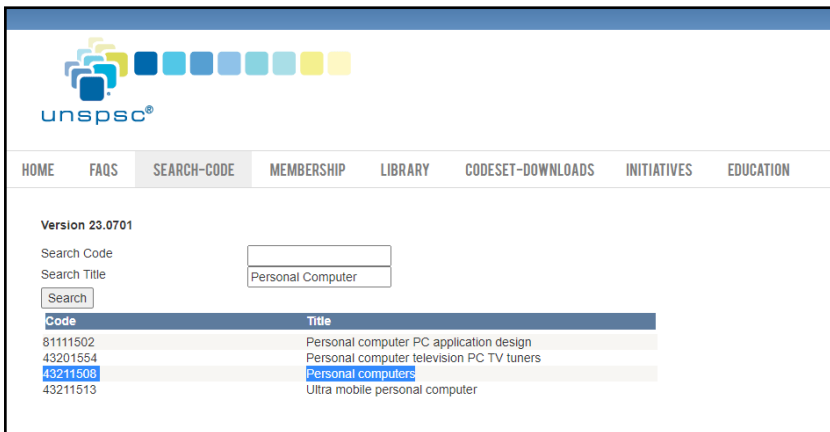 unspsc®
HOME FAQS SEARCH-CODE MEMBERSHIP LIBRARY CODESET-DOWNLOADS INITIATIVES EDUCATION
Version 23.0701
Search Code
Search Title Personal Computer
Search
Code Title
81111502 Personal computer PC application design
43201554 Personal computer television PC TV tuners
43211508 Personal computers
43211513 Ultra mobile personal computer